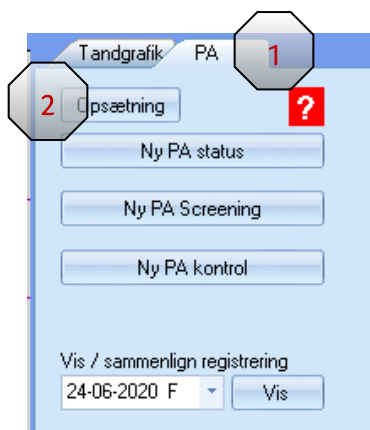 Tandgrafik PA 1
2 Opsætning ?
Ny PA status
Ny PA Screening
Ny PA kontrol
Vis / sammenlign registrering
24-06-2020 F Vis